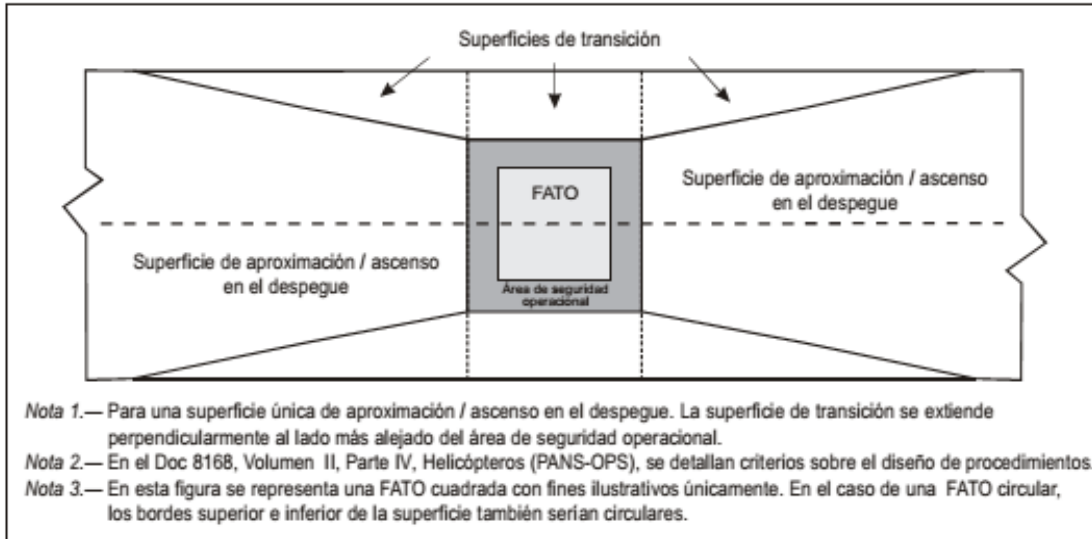 Superficies de transición
FATO
Superficie de aproximación / ascenso
en el despegue
Superficie de aproximación / ascenso
en el despegue
Área de seguridad
operacional
Nota 1.— Para una superficie única de aproximación / ascenso en el despegue. La superficie de transición se extiende
perpendicularmente al lado más alejado del área de seguridad operacional.
Nota 2.— En el Doc 8168, Volumen II, Parte IV, Helicópteros (PANS-OPS), se detallan criterios sobre el diseño de procedimientos.
Nota 3.— En esta figura se representa una FATO cuadrada con fines ilustrativos únicamente. En el caso de una FATO circular,
los bordes superior e inferior de la superficie también serían circulares.